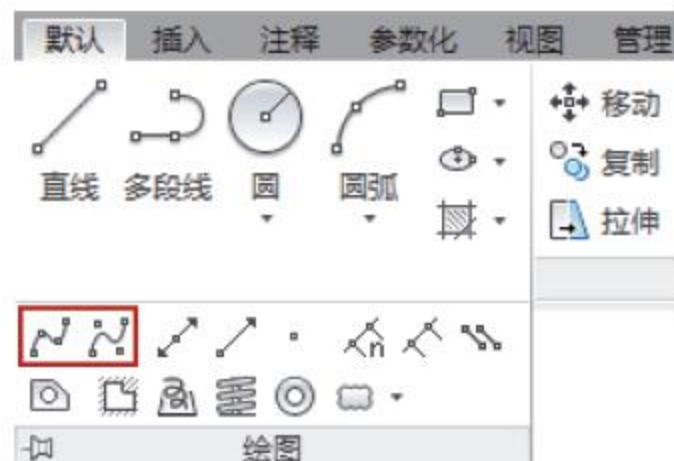 默认 插入 注释 参数化 视图 管理
直线 多段线 圆 圆弧
移动
复制
拉伸
n
绘图